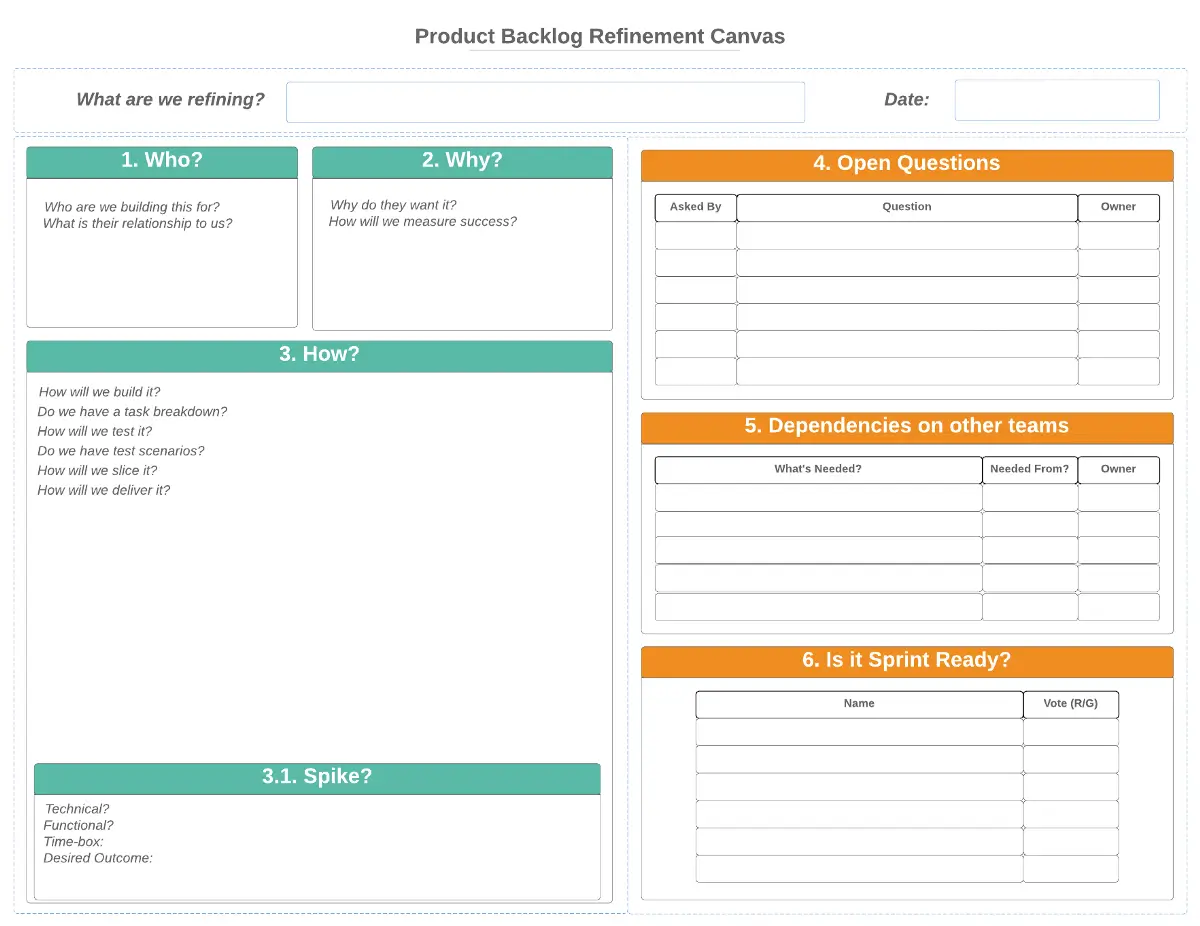 Product Backlog Refinement Canvas
What are we refining?
Date:
1. Who?
Who are we building this for?
What is their relationship to us?
2. Why?
Why do they want it?
How will we measure success?
3. How?
How will we build it?
Do we have a task breakdown?
How will we test it?
Do we have test scenarios?
How will we slice it?
How will we deliver it?
3.1. Spike?
Technical?
Functional?
Time-box:
Desired Outcome:
4. Open Questions
Asked By Question Owner
5. Dependencies on other teams
What's Needed? Needed From? Owner
6. Is it Sprint Ready?
Name Vote (R/G)